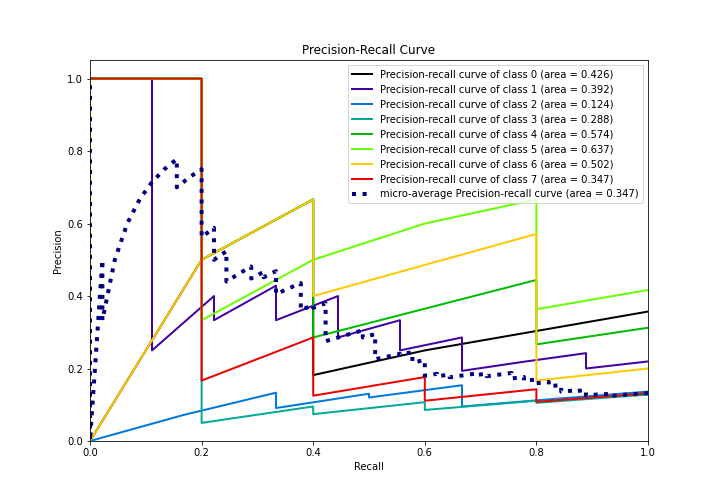 Precision-Recall Curve
Precision-recall curve of class 0 (area = 0.426)
Precision-recall curve of class 1 (area = 0.392)
Precision-recall curve of class 2 (area = 0.124)
Precision-recall curve of class 3 (area = 0.288)
Precision-recall curve of class 4 (area = 0.574)
Precision-recall curve of class 5 (area = 0.637)
Precision-recall curve of class 6 (area = 0.502)
Precision-recall curve of class 7 (area = 0.347)
micro-average Precision-recall curve (area = 0.347)
Precision
1.0
0.8
0.6
0.4
0.2
0.0
0.0 0.2 0.4 0.6 0.8 1.0
Recall